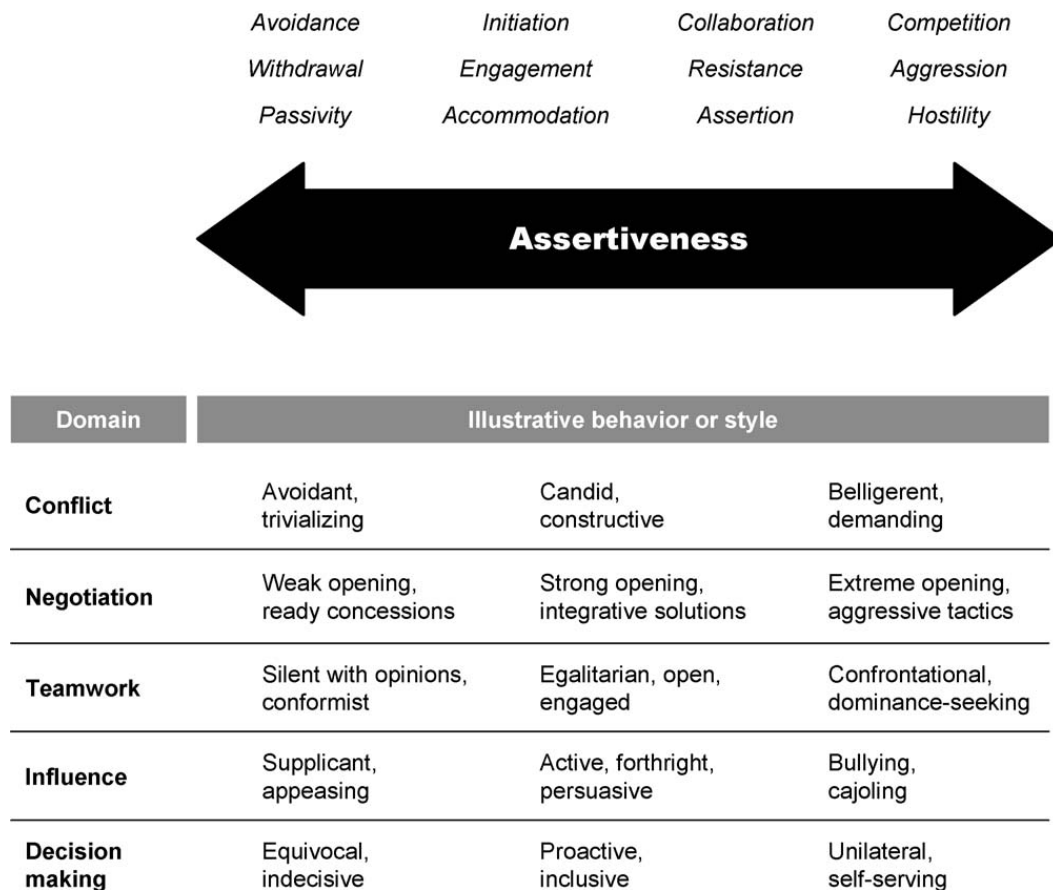 Avoidance Initiation Collaboration Competition
Withdrawal Engagement Resistance Aggression
Passivity Accommodation Assertion Hostility
Assertiveness
Domain Illustrative behavior or style
Conflict
Avoidant,
trivializing
Candid,
constructive
Belligerent,
demanding
Negotiation
Weak opening,
ready concessions
Strong opening,
integrative solutions
Extreme opening,
aggressive tactics
Teamwork
Silent with opinions,
conformist
Egalitarian, open,
engaged
Confrontational,
dominance-seeking
Influence
Supplicant,
appeasing
Active, forthright,
persuasive
Bullying,
cajoling
Decision
making
Equivocal,
indecisive
Proactive,
inclusive
Unilateral,
self-serving